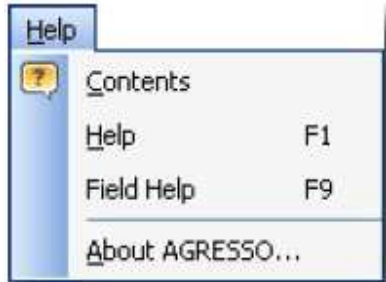 Help
Contents
Help F1
Field Help F9
About AGRESSO...